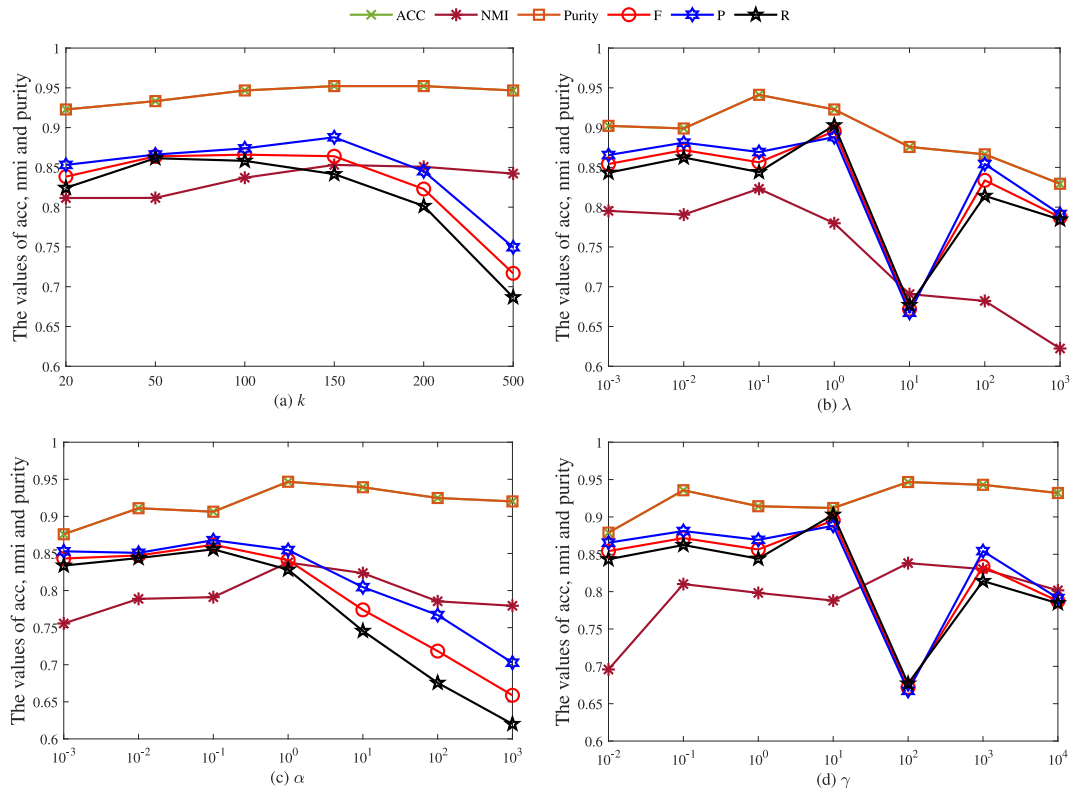 ACC NMI Purity F P R
The values of acc, nmi and purity
1
0.95
0.9
0.85
0.8
0.75
0.7
0.65
0.6
20 50 100 150 200 500
(a) k
The values of acc, nmi and purity
1
0.95
0.9
0.85
0.8
0.75
0.7
0.65
0.6
10⁻³ 10⁻² 10⁻¹ 10⁰ 10¹ 10² 10³
(b) λ
The values of acc, nmi and purity
1
0.95
0.9
0.85
0.8
0.75
0.7
0.65
0.6
10⁻³ 10⁻² 10⁻¹ 10⁰ 10¹ 10² 10³
(c) α
The values of acc, nmi and purity
1
0.95
0.9
0.85
0.8
0.75
0.7
0.65
0.6
10⁻² 10⁻¹ 10⁰ 10¹ 10² 10³ 10⁴
(d) γ